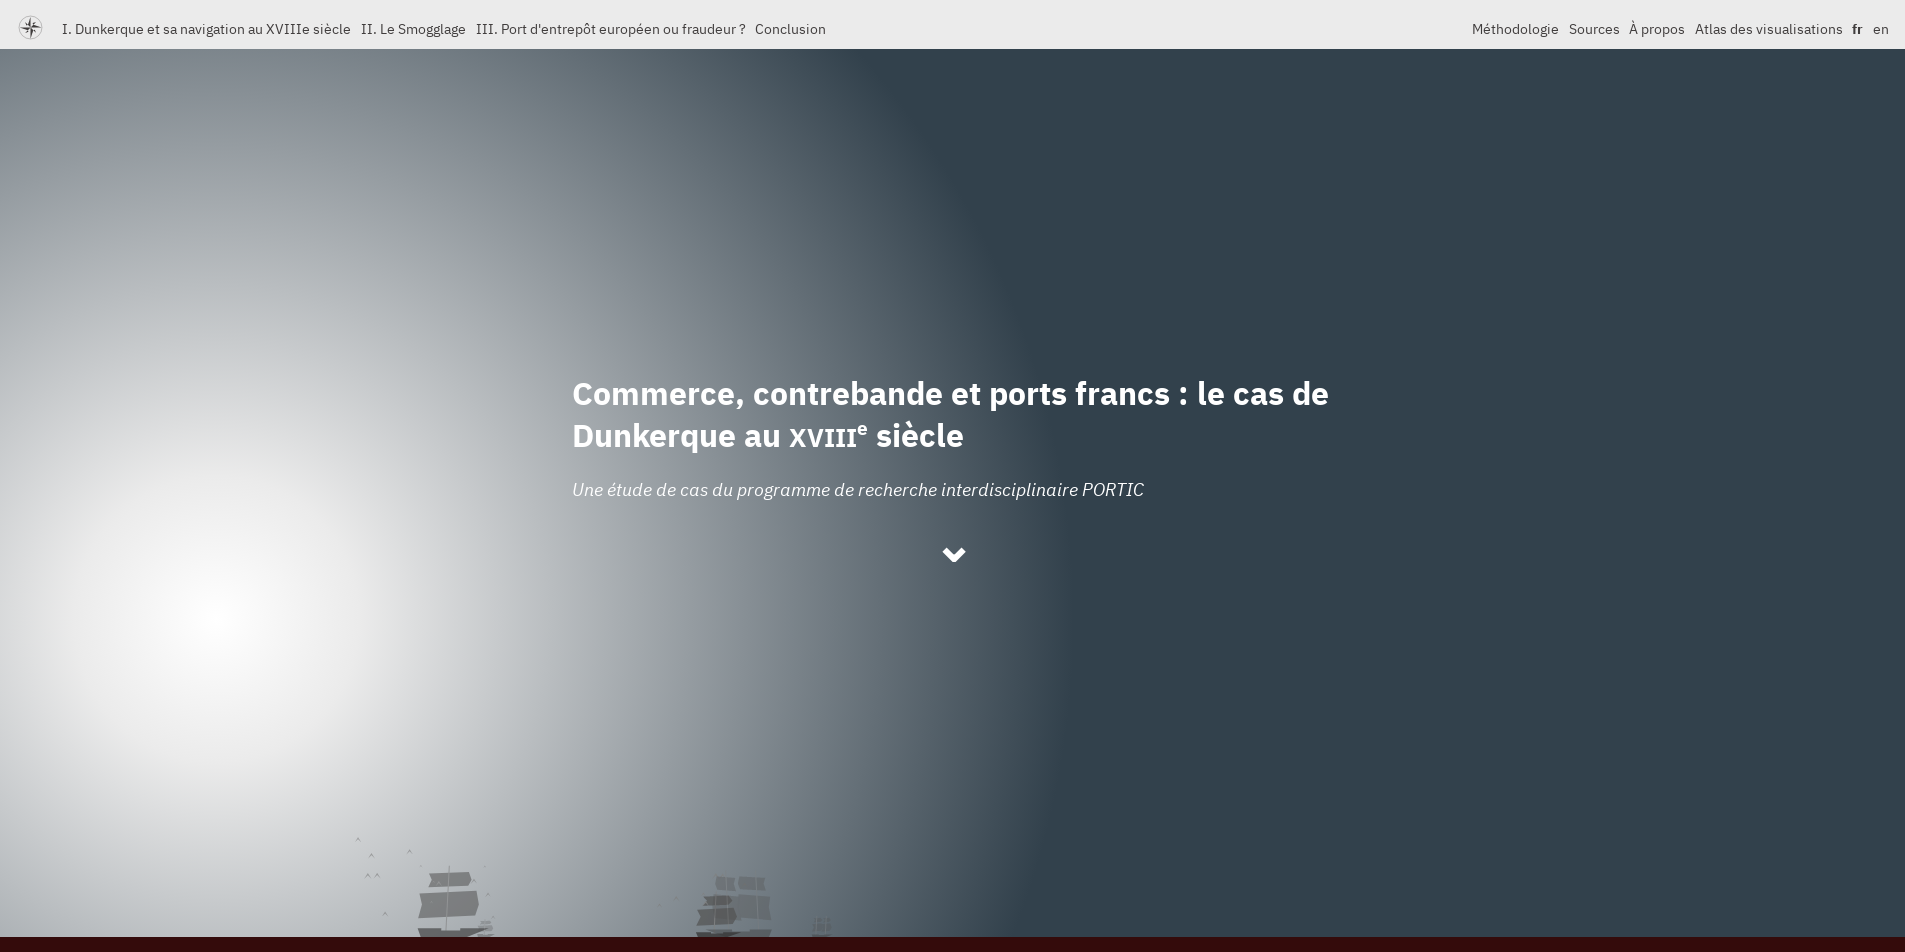 I. Dunkerque et sa navigation au XVIIIe siècle II. Le Smogglage III. Port d'entrepôt européen ou fraudeur ? Conclusion Méthodologie Sources À propos Atlas des visualisations fr en
Commerce, contrebande et ports francs : le cas de
Dunkerque au XVIIIe siècle
Une étude de cas du programme de recherche interdisciplinaire PORTIC